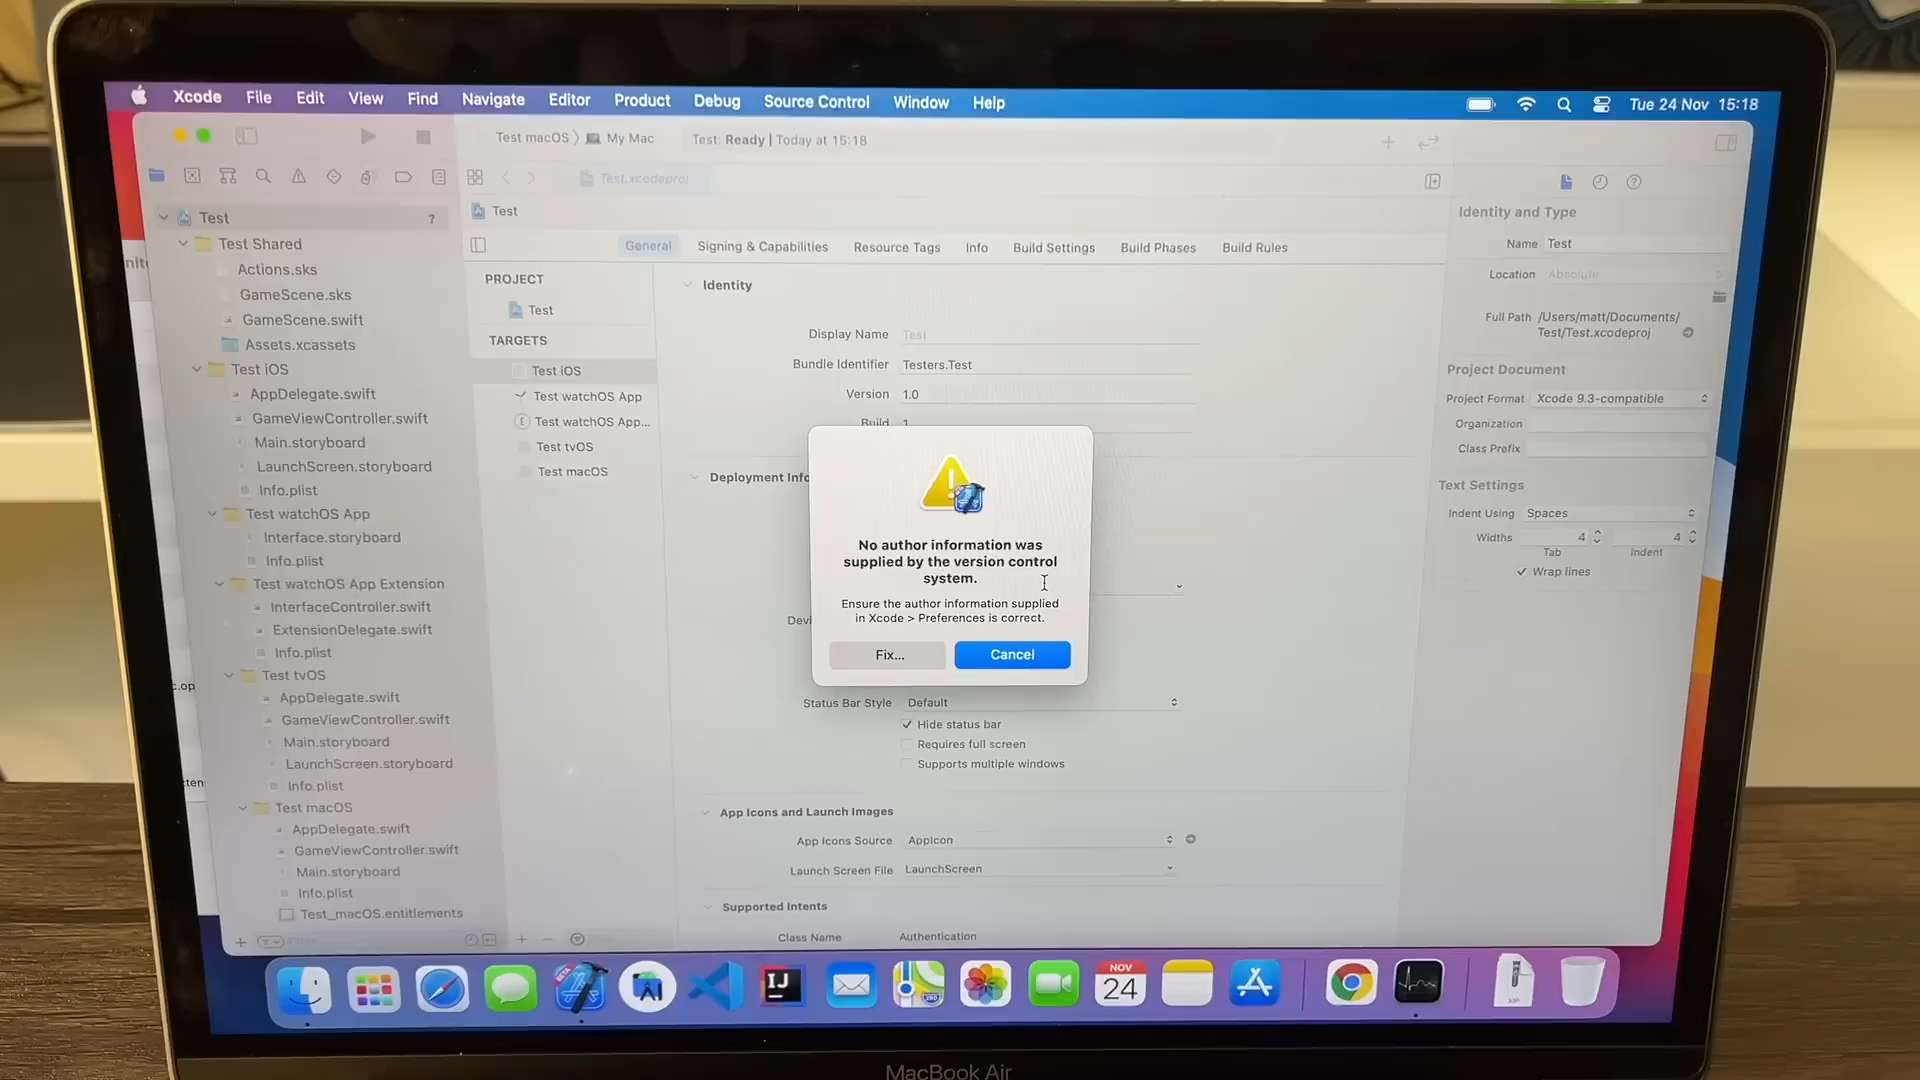 Xcode File Edit View Find Navigate Editor Product Debug Source Control Window Help
Tue 24 Nov 15:18
Test macOS
My Mac
Test: Ready | Today at 15:18
Test.xcodeproj
Test
?
Test Shared
Actions.sks
GameScene.sks
GameScene.swift
Assets.xcassets
Test iOS
AppDelegate.swift
GameViewController.swift
Main.storyboard
LaunchScreen.storyboard
Info.plist
Test watchOS App
Interface.storyboard
Info.plist
Test watchOS App Extension
InterfaceController.swift
ExtensionDelegate.swift
Info.plist
Test tvOS
AppDelegate.swift
GameViewController.swift
Main.storyboard
LaunchScreen.storyboard
Info.plist
Test macOS
AppDelegate.swift
GameViewController.swift
Main.storyboard
Info.plist
Test_macOS.entitlements
Filter
Test
General Signing & Capabilities Resource Tags Info Build Settings Build Phases Build Rules
PROJECT
Test
TARGETS
Test iOS
Test watchOS App
Test watchOS App...
Test tvOS
Test macOS
Identity
Display Name Test
Bundle Identifier Testers.Test
Version 1.0
Build 1
Deployment Info
No author information was
supplied by the version control
system.
Ensure the author information supplied
in Xcode > Preferences is correct.
Fix... Cancel
Status Bar Style Default
Hide status bar
Requires full screen
Supports multiple windows
App Icons and Launch Images
App Icons Source AppIcon
Launch Screen File LaunchScreen
Supported Intents
Class Name Authentication
Identity and Type
Name Test
Location Absolute
Full Path /Users/matt/Documents/
Test/Test.xcodeproj
Project Document
Project Format Xcode 9.3-compatible
Organization
Class Prefix
Text Settings
Indent Using Spaces
Widths 4 4
Tab Indent
Wrap lines
NOV
24
MacBook Air